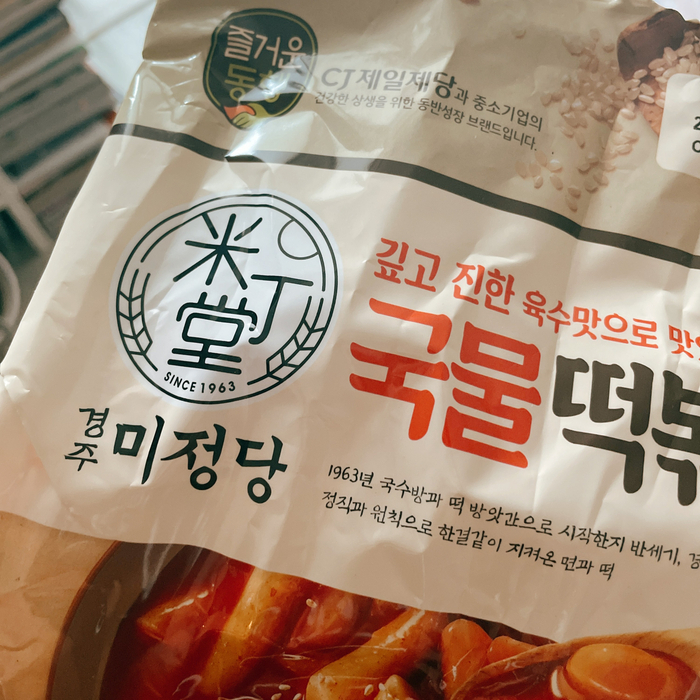 즐거운
동행
CJ제일제당과 중소기업의
건강한 상생을 위한 동반성장 브랜드입니다.
米丁堂
SINCE 1963
경주 미정당
깊고 진한 육수맛으로
국물떡볶
1963년 국수방과 떡 방앗간으로 시작한지 반세기,
정직과 원칙으로 한결같이 지켜온 면과 떡